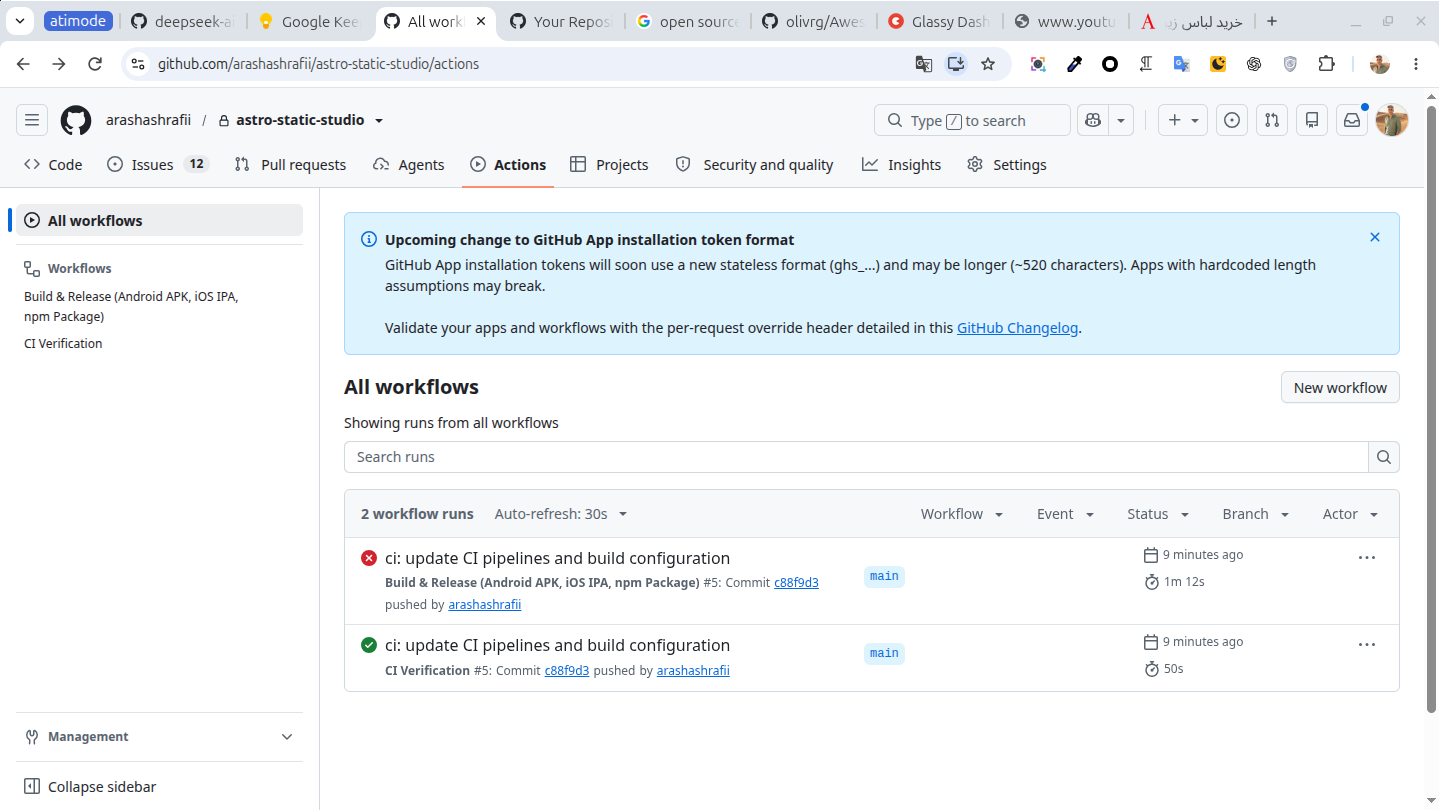 atimode
deepseek-ai
Google Kee
All workf
Your Repos
open source
olivrg/Awes
Glassy Dash
www.youtu
خرید لباس زی
github.com/arashashrafii/astro-static-studio/actions
arashashrafii / astro-static-studio
Type / to search
Code
Issues 12
Pull requests
Agents
Actions
Projects
Security and quality
Insights
Settings
All workflows
Workflows
Build & Release (Android APK, iOS IPA,
npm Package)
CI Verification
Management
Collapse sidebar
Upcoming change to GitHub App installation token format
GitHub App installation tokens will soon use a new stateless format (ghs_...) and may be longer (~520 characters). Apps with hardcoded length
assumptions may break.
Validate your apps and workflows with the per-request override header detailed in this GitHub Changelog.
All workflows
New workflow
Showing runs from all workflows
Search runs
2 workflow runs
Auto-refresh: 30s
Workflow
Event
Status
Branch
Actor
ci: update CI pipelines and build configuration
Build & Release (Android APK, iOS IPA, npm Package) #5: Commit c88f9d3
pushed by arashashrafii
main
9 minutes ago
1m 12s
ci: update CI pipelines and build configuration
CI Verification #5: Commit c88f9d3 pushed by arashashrafii
main
9 minutes ago
50s